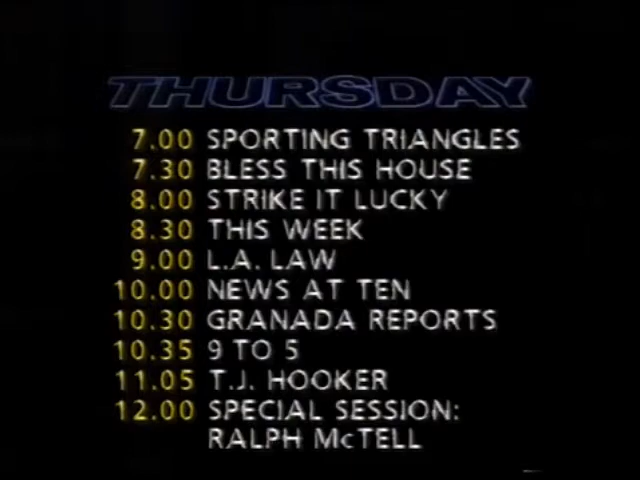 THURSDAY
7.00 SPORTING TRIANGLES
7.30 BLESS THIS HOUSE
8.00 STRIKE IT LUCKY
8.30 THIS WEEK
9.00 L.A. LAW
10.00 NEWS AT TEN
10.30 GRANADA REPORTS
10.35 9 TO 5
11.05 T.J. HOOKER
12.00 SPECIAL SESSION:
RALPH McTELL